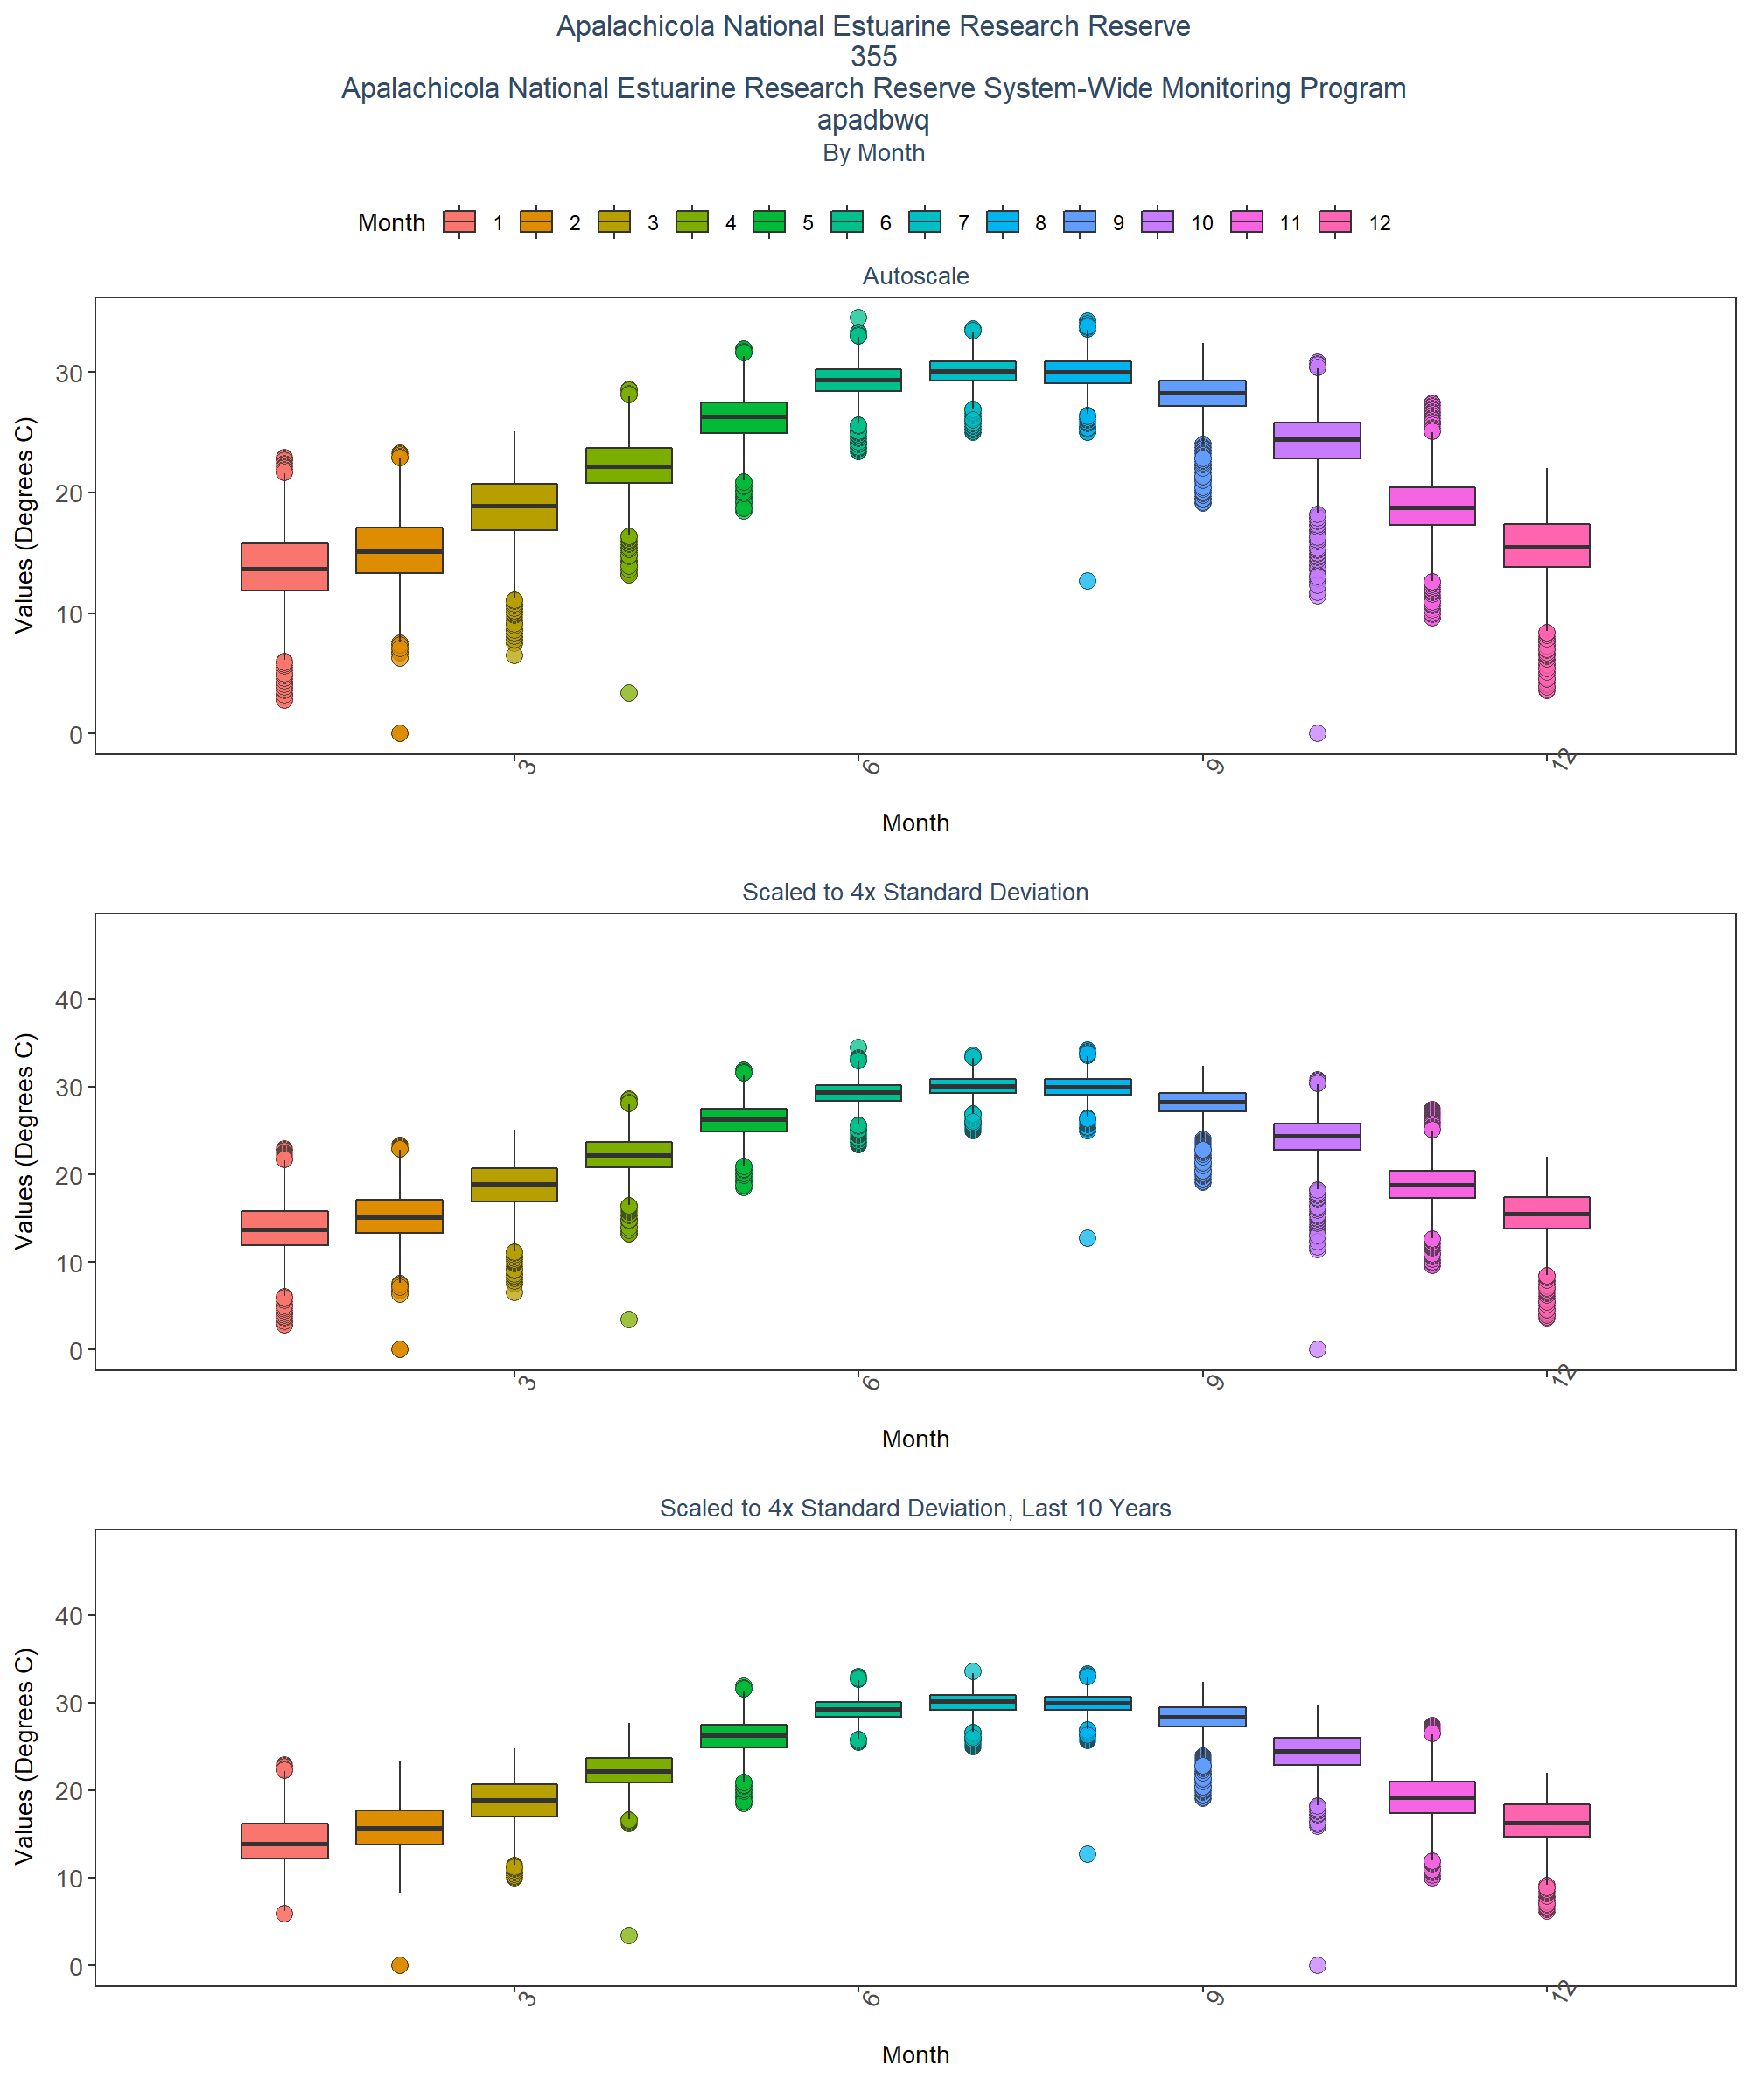 Apalachicola National Estuarine Research Reserve
355
Apalachicola National Estuarine Research Reserve System-Wide Monitoring Program
apadbwq
By Month
Month 1 2 3 4 5 6 7 8 9 10 11 12
Autoscale
Values (Degrees C)
30
20
10
0
3 6 9 12
Month
Scaled to 4x Standard Deviation
Values (Degrees C)
40
30
20
10
0
3 6 9 12
Month
Scaled to 4x Standard Deviation, Last 10 Years
Values (Degrees C)
40
30
20
10
0
3 6 9 12
Month